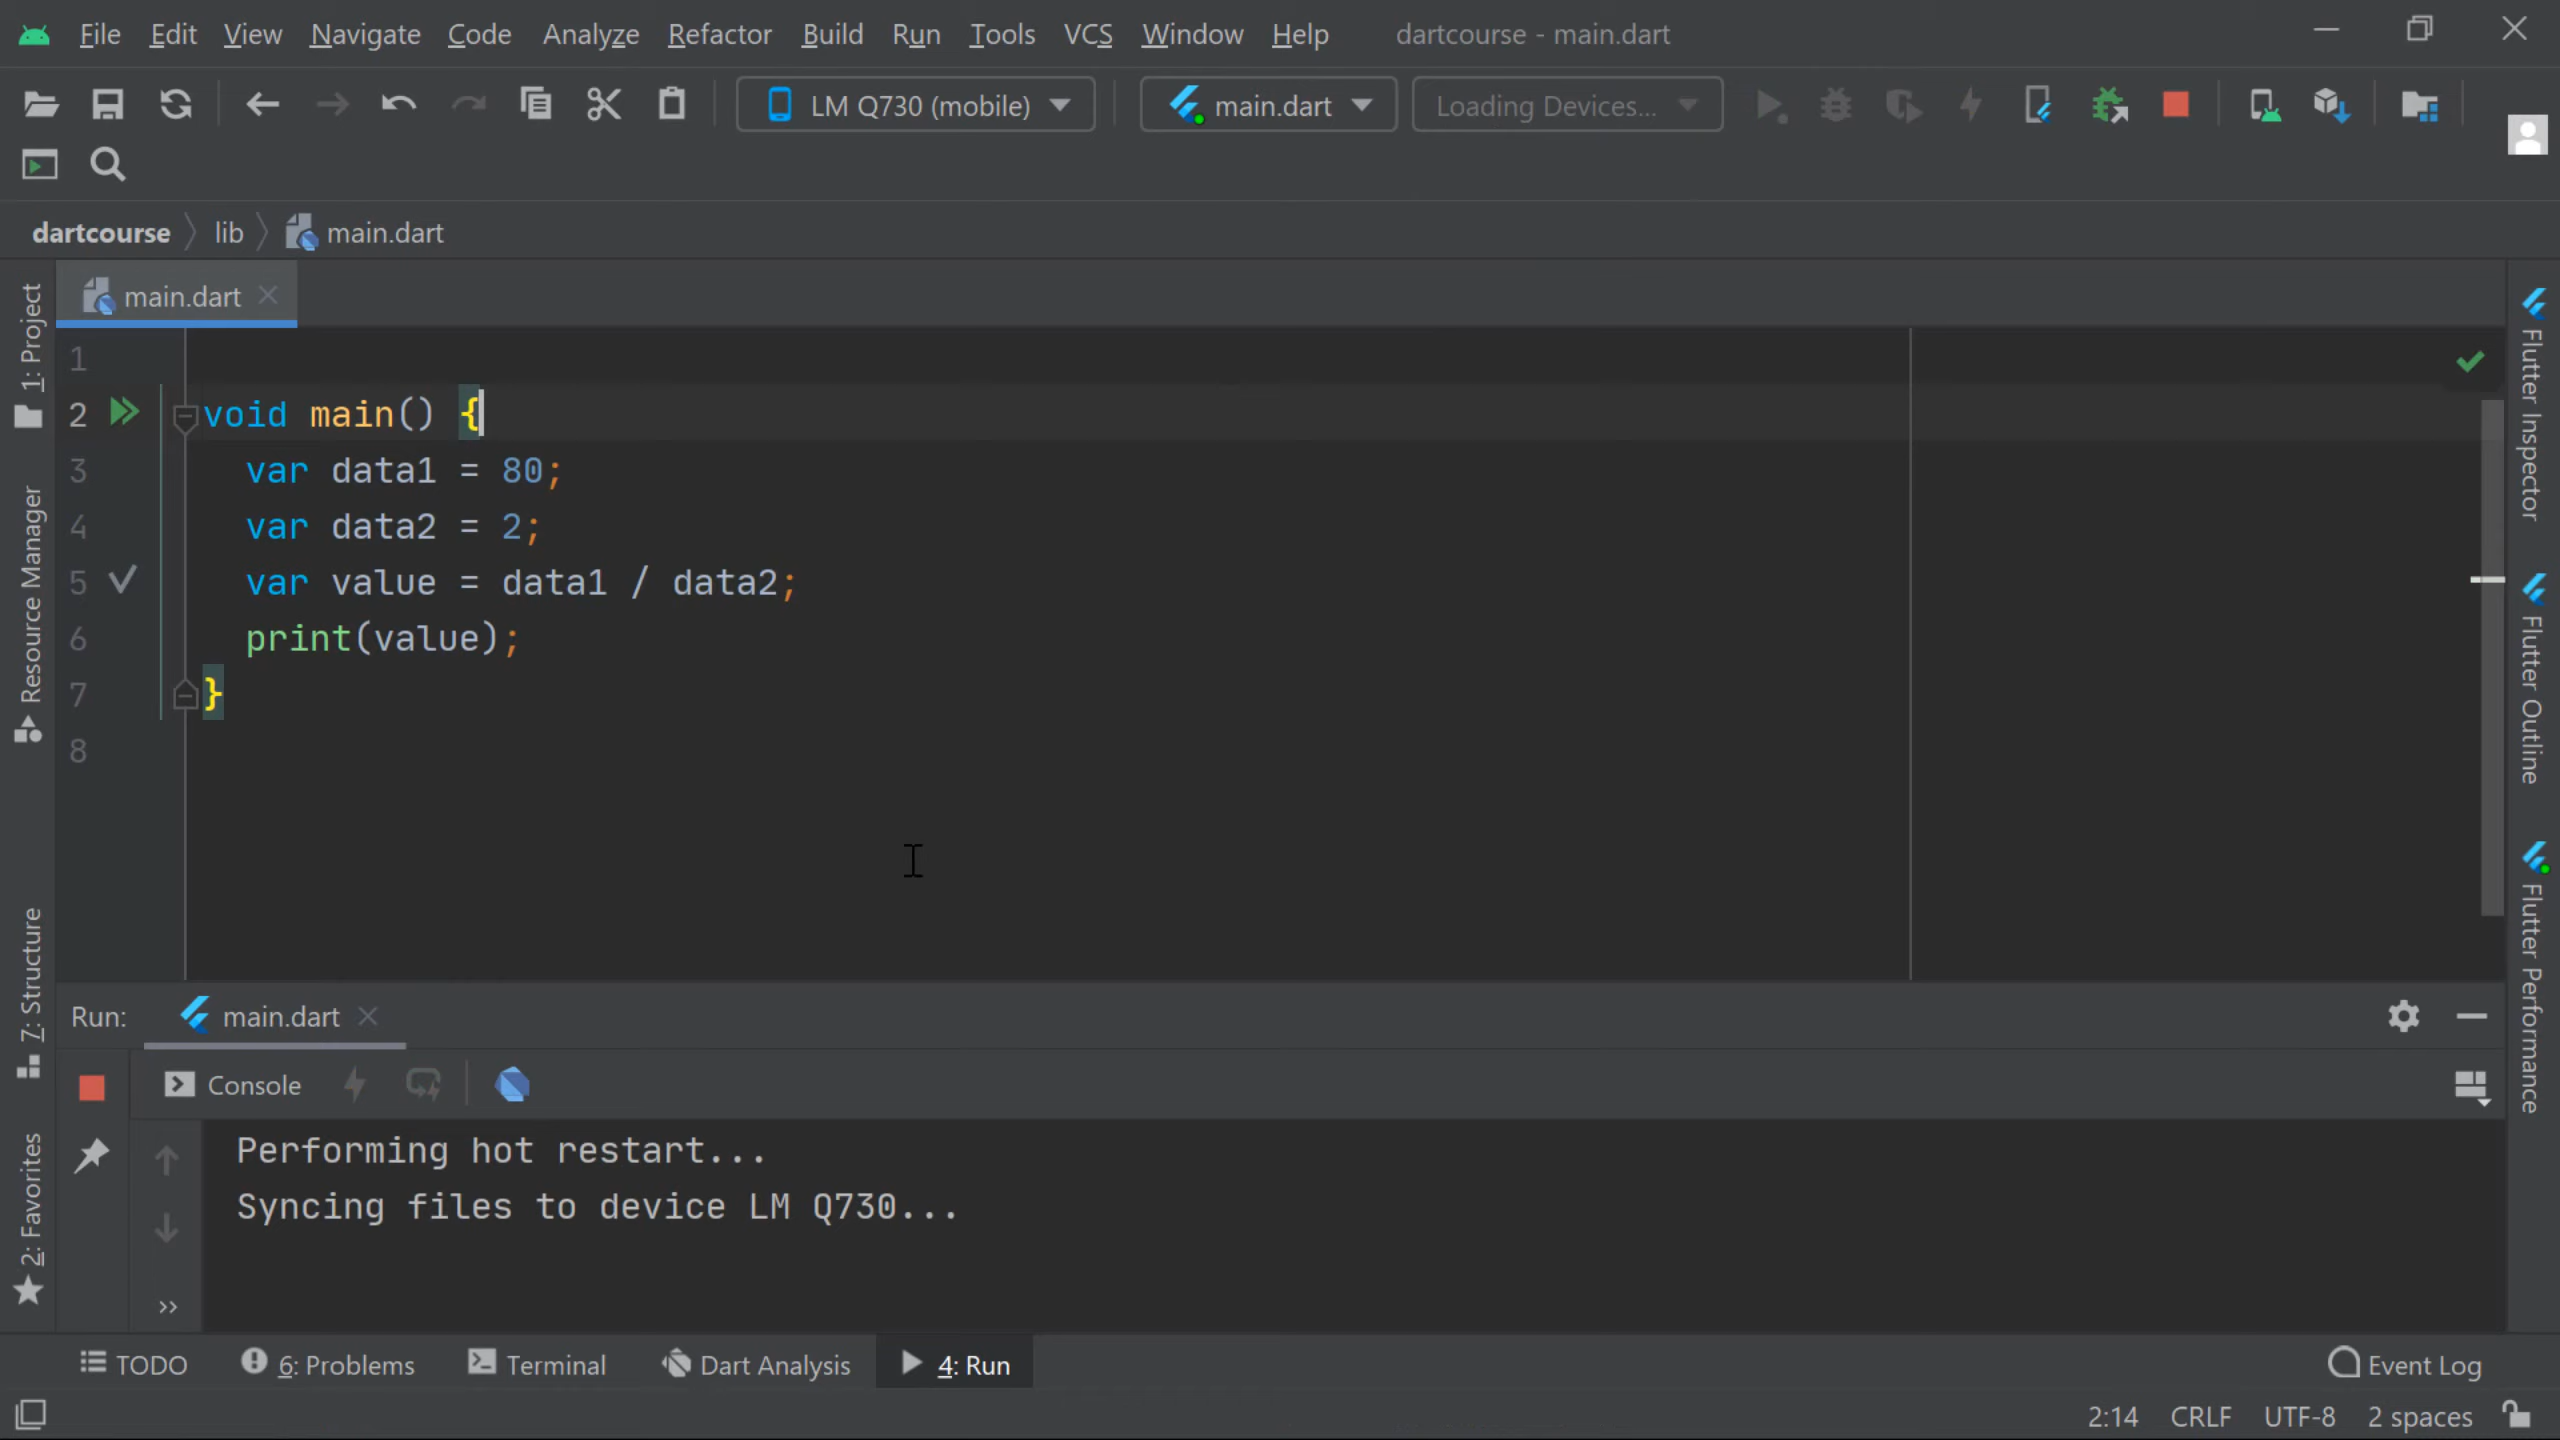 File Edit View Navigate Code Analyze Refactor Build Run Tools VCS Window Help dartcourse - main.dart
LM Q730 (mobile) main.dart Loading Devices...
dartcourse lib main.dart
main.dart
1
2 void main() {
3 var data1 = 80;
4 var data2 = 2;
5 var value = data1 / data2;
6 print(value);
7 }
8
1: Project
Resource Manager
7: Structure
2: Favorites
Flutter Inspector
Flutter Outline
Flutter Performance
Run: main.dart
Console
Performing hot restart...
Syncing files to device LM Q730...
TODO 6: Problems Terminal Dart Analysis 4: Run Event Log
2:14 CRLF UTF-8 2 spaces